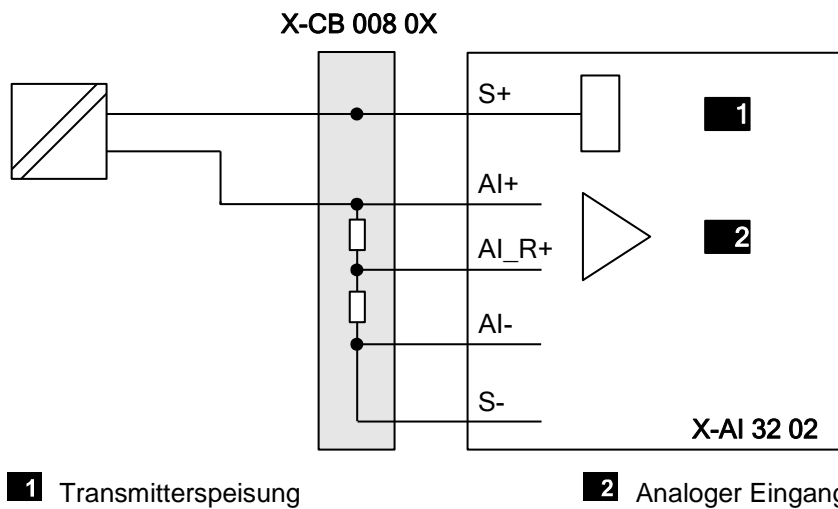 X-CB 008 0X
S+
1
AI+
2
AI_R+
AI-
S-
X-AI 32 02
1 Transmitterspeisung
2 Analoger Eingang